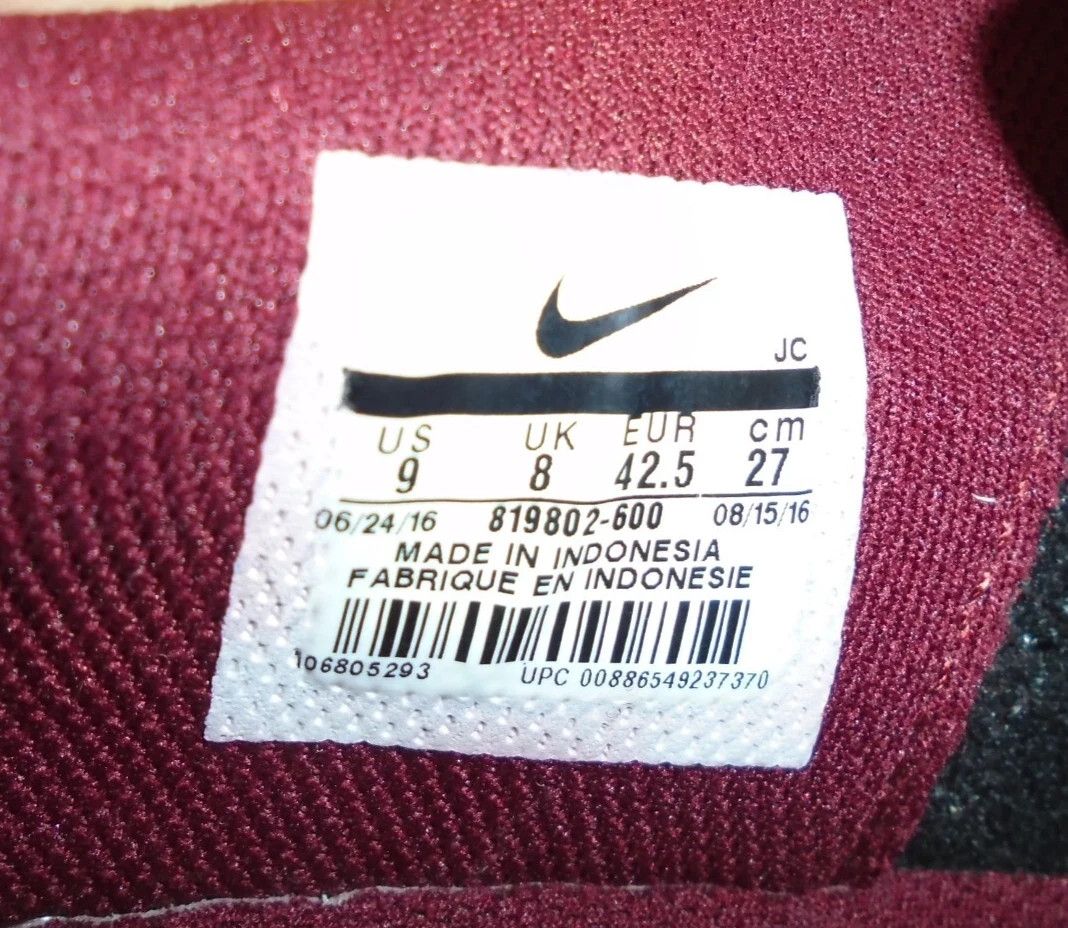 JC
US UK EUR cm
9 8 42.5 27
06/24/16 819802-600 08/15/16
MADE IN INDONESIA
FABRIQUE EN INDONESIE
106805293 UPC 00886549237370